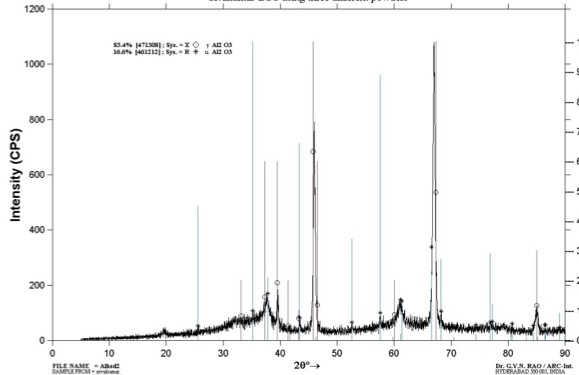 1200
1000
800
600
400
200
0
Intensity (CPS)
83.4% [471308] ; Sys. = X ○ γ Al2 O3
16.6% [461212] ; Sys. = R * α Al2 O3
0 10 20 30 40 50 60 70 80 90
2θ°→
FILE NAME =
SAMPLE FROM =
Dr. G.V.N. RAO / ARC-Int.
HYDERABAD 500 005, INDIA